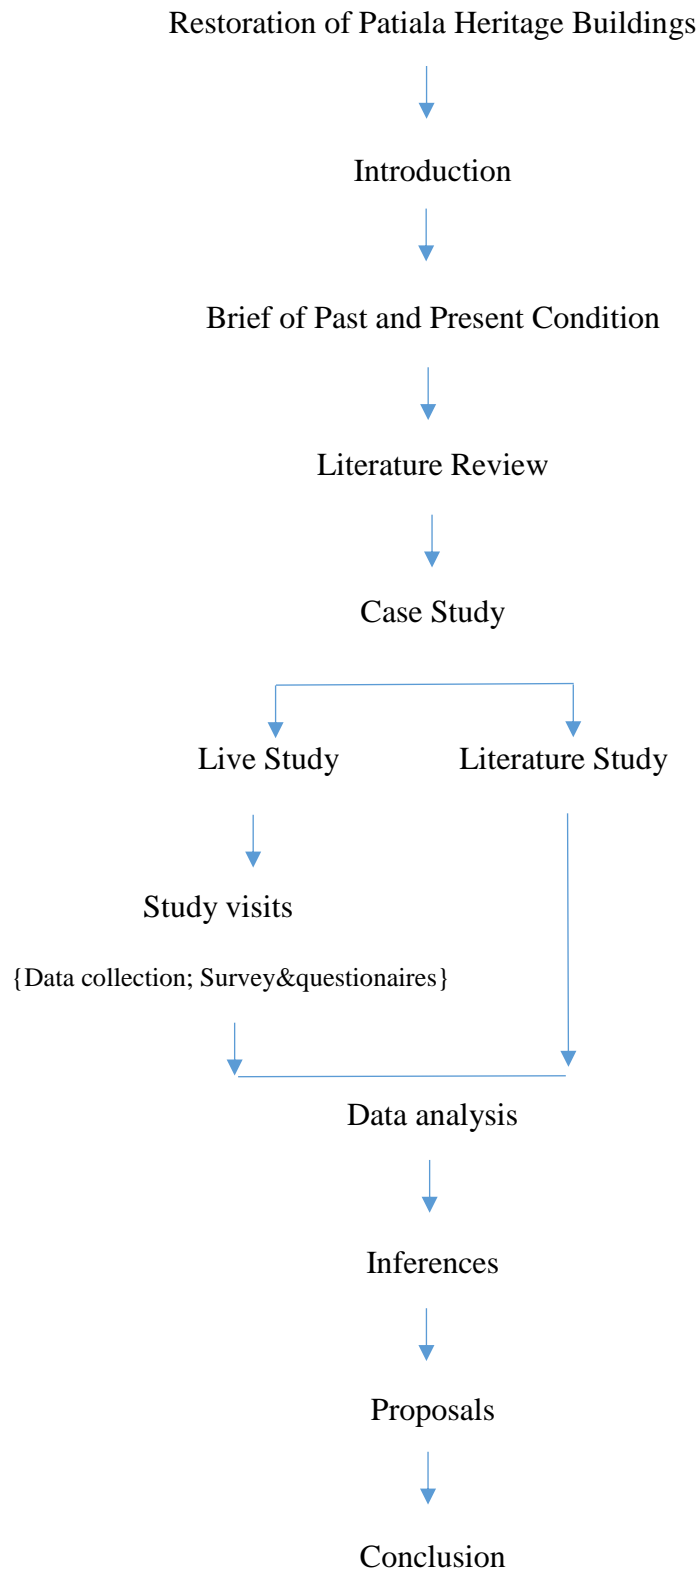 Restoration of Patiala Heritage Buildings
Introduction
Brief of Past and Present Condition
Literature Review
Case Study
Live Study
Literature Study
Study visits
{Data collection; Survey&questionaires}
Data analysis
Inferences
Proposals
Conclusion